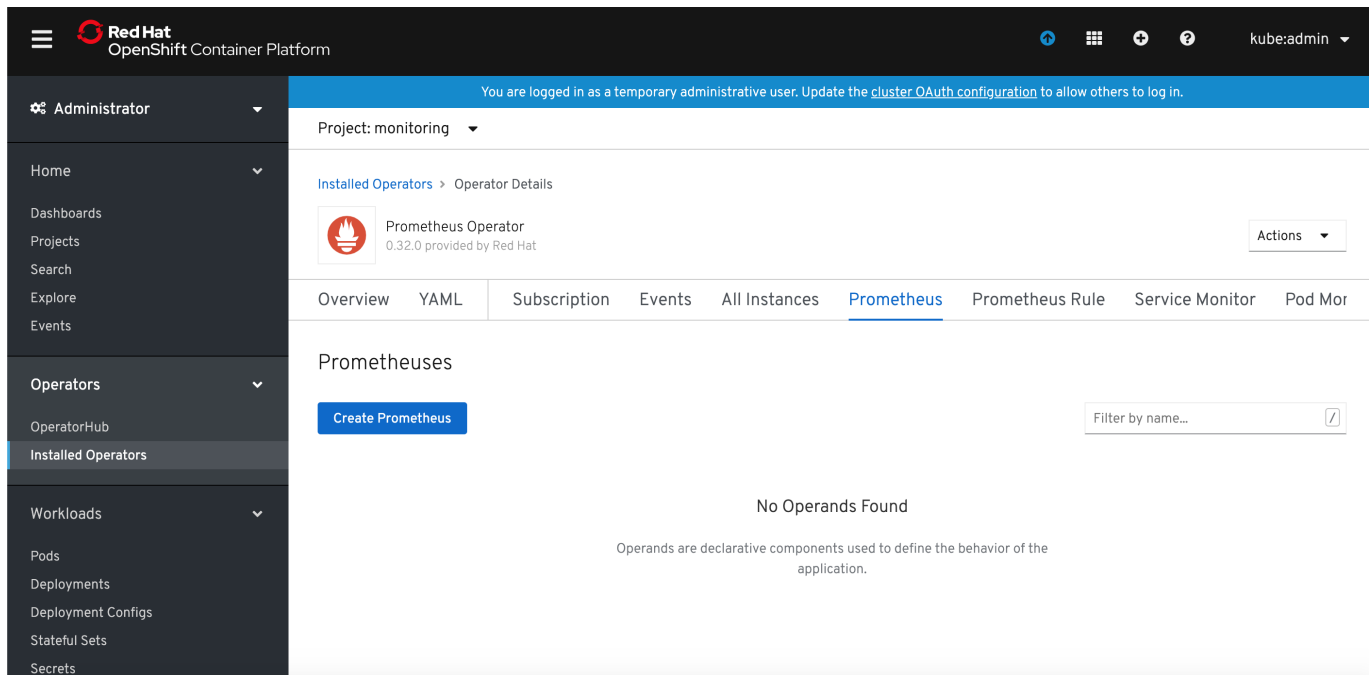 Red Hat
OpenShift Container Platform
kube:admin
You are logged in as a temporary administrative user. Update the cluster OAuth configuration to allow others to log in.
Administrator
Project: monitoring
Home
Dashboards
Projects
Search
Explore
Events
Operators
OperatorHub
Installed Operators
Workloads
Pods
Deployments
Deployment Configs
Stateful Sets
Secrets
Installed Operators > Operator Details
Prometheus Operator
0.32.0 provided by Red Hat
Actions
Overview YAML Subscription Events All Instances Prometheus Prometheus Rule Service Monitor Pod Mor
Prometheuses
Create Prometheus
Filter by name... /
No Operands Found
Operands are declarative components used to define the behavior of the
application.